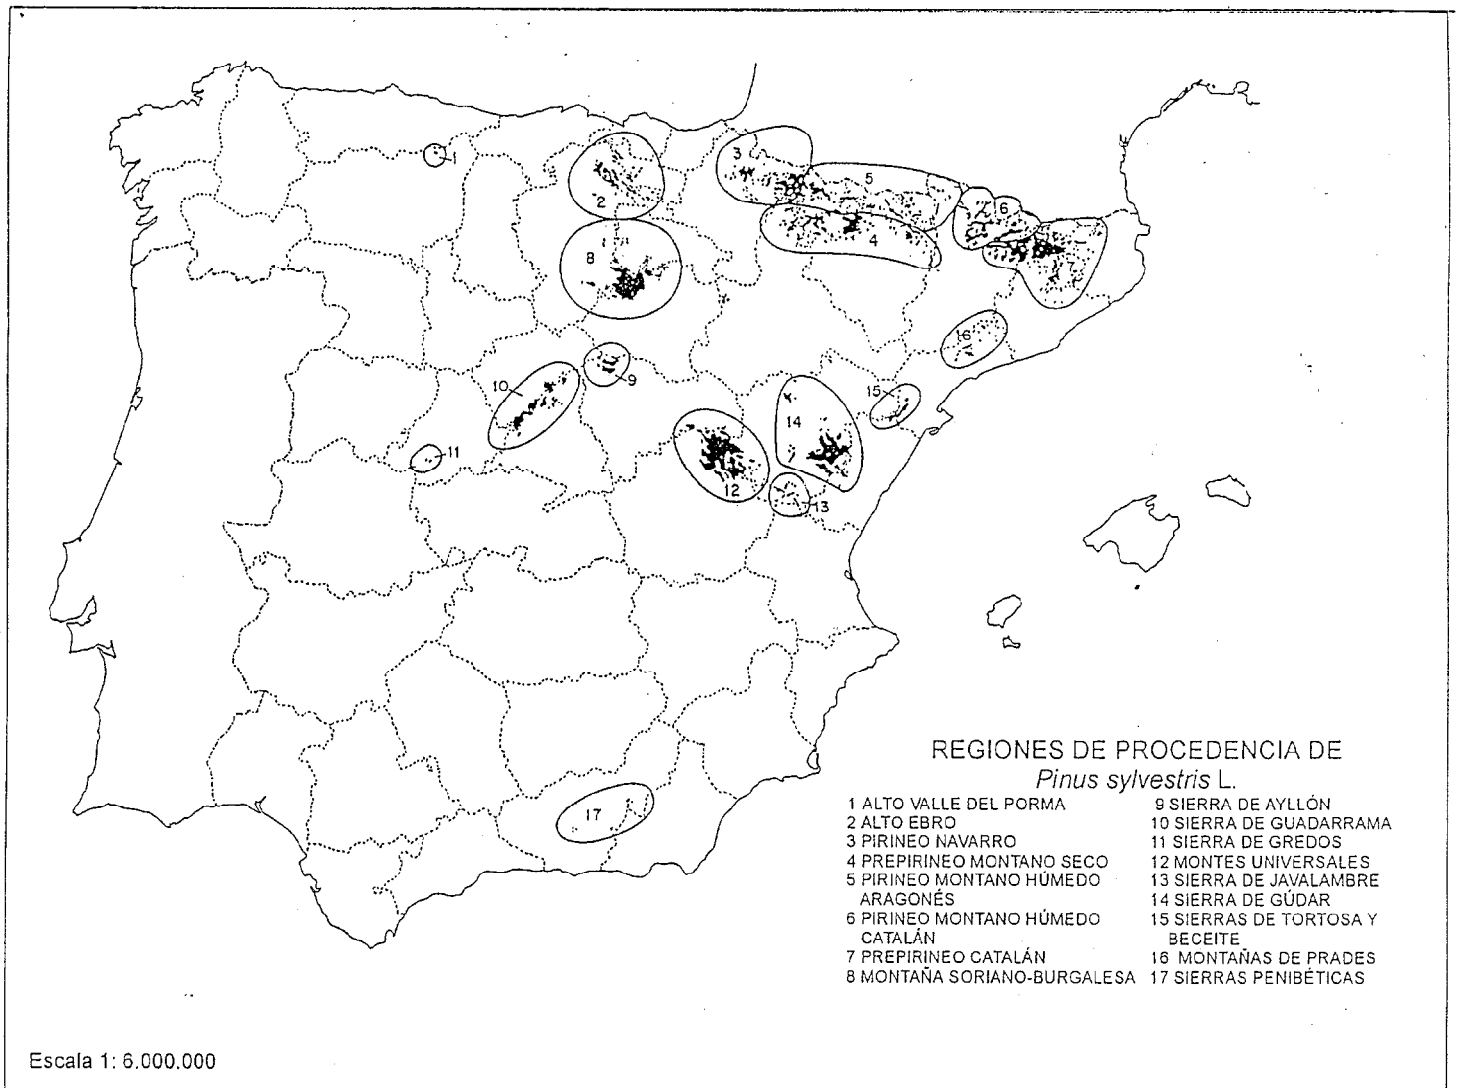 1
2
3
5
6
4
7
8
16
9
10
15
14
11
12
13
17
REGIONES DE PROCEDENCIA DE
Pinus sylvestris L.
1 ALTO VALLE DEL PORMA
2 ALTO EBRO
3 PIRINEO NAVARRO
4 PREPIRINEO MONTANO SECO
5 PIRINEO MONTANO HÚMEDO
ARAGONÉS
6 PIRINEO MONTANO HÚMEDO
CATALÁN
7 PREPIRINEO CATALÁN
8 MONTAÑA SORIANO-BURGALESA
9 SIERRA DE AYLLÓN
10 SIERRA DE GUADARRAMA
11 SIERRA DE GREDOS
12 MONTES UNIVERSALES
13 SIERRA DE JAVALAMBRE
14 SIERRA DE GÚDAR
15 SIERRAS DE TORTOSA Y
BECEITE
16 MONTAÑAS DE PRADES
17 SIERRAS PENIBÉTICAS
Escala 1: 6.000.000